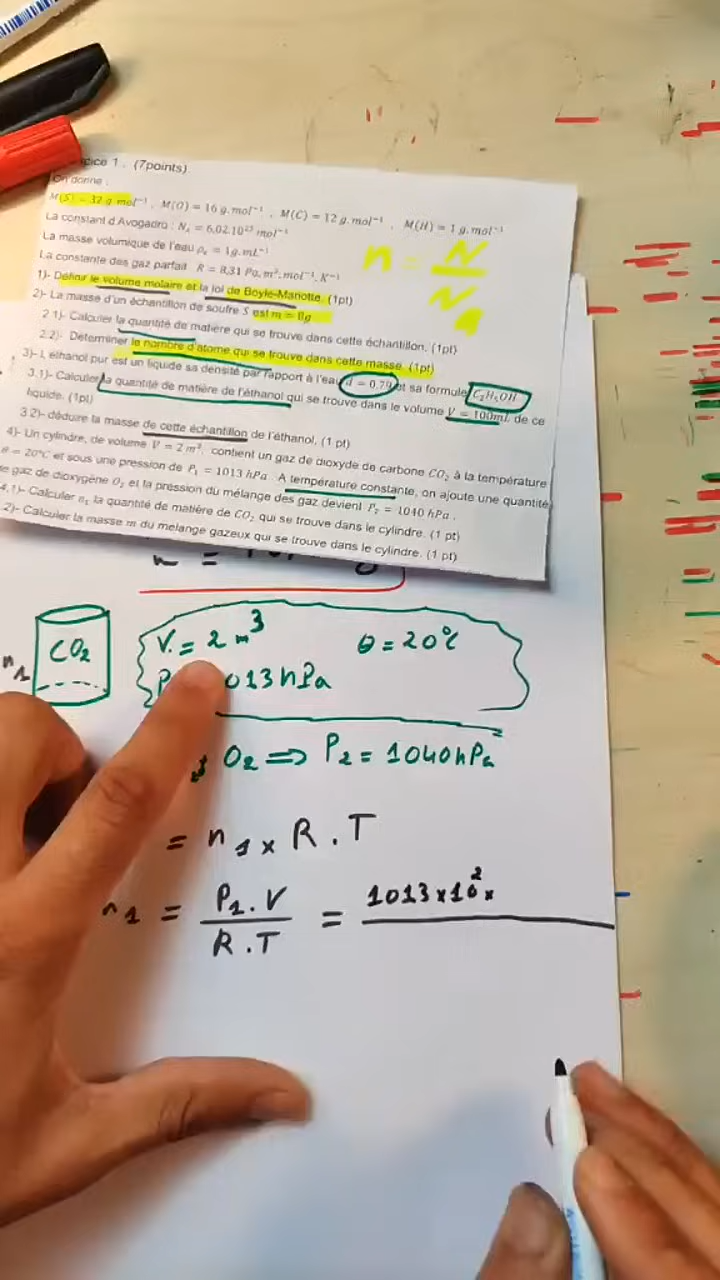 cice 1 . (7points)
On donne :
M(S) = 32 g.mol⁻¹ , M(O) = 16 g.mol⁻¹ , M(C) = 12 g.mol⁻¹ , M(H) = 1 g.mol⁻¹
La constant d'Avogadro : N_A = 6,02.10²³ mol⁻¹
La masse volumique de l'eau ρₑ = 1g.mL⁻¹
La constante des gaz parfait R = 8,31 Pa.m³.mol⁻¹.K⁻¹
n = N / Na
1)- Définir le volume molaire et la loi de Boyle-Mariotte. (1pt)
2)- La masse d'un échantillon de soufre S est m = 8g
2.1)- Calculer la quantité de matière qui se trouve dans cette échantillon. (1pt)
2.2)- Déterminer le nombre d'atome qui se trouve dans cette masse. (1pt)
3)- L'éthanol pur est un liquide sa densité par rapport à l'eau d = 0,79 et sa formule C₂H₅OH
3.1)- Calculer la quantité de matière de l'éthanol qui se trouve dans le volume V = 100mL de ce
liquide. (1pt)
3.2)- déduire la masse de cette échantillon de l'éthanol. (1 pt)
4)- Un cylindre, de volume V = 2 m³, contient un gaz de dioxyde de carbone CO₂ à la température
θ = 20°C et sous une pression de P₁ = 1013 hPa . A température constante, on ajoute une quantité
de gaz de dioxygène O₂ et la pression du mélange des gaz devient P₂ = 1040 hPa .
4.1)- Calculer n₁ la quantité de matière de CO₂ qui se trouve dans le cylindre. (1 pt)
2)- Calculer la masse m du mélange gazeux qui se trouve dans le cylindre. (1 pt)
n₁ CO₂ V = 2 m³ θ = 20°C
P 013 hPa
O₂ ⟹ P₂ = 1040 hPa
= n₁ × R . T
n₁ = P₁ . V / R . T = 1013 × 10² ×